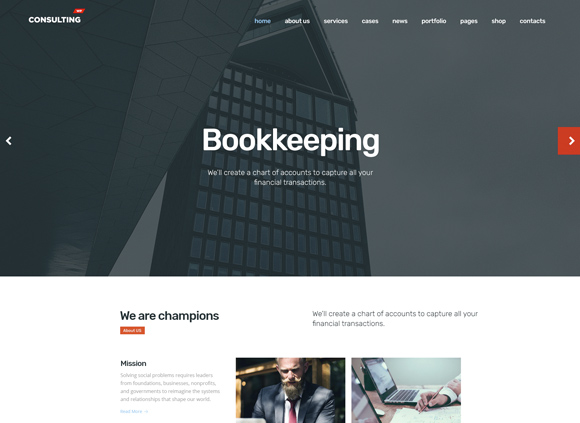 WE
CONSULTING
home about us services cases news portfolio pages shop contacts
Bookkeeping
We'll create a chart of accounts to capture all your
financial transactions.
We are champions
About US
We'll create a chart of accounts to capture all your
financial transactions.
Mission
Solving social problems requires leaders
from foundations, businesses, nonprofits,
and governments to reimagine the systems
and relationships that shape our world.
Read More →